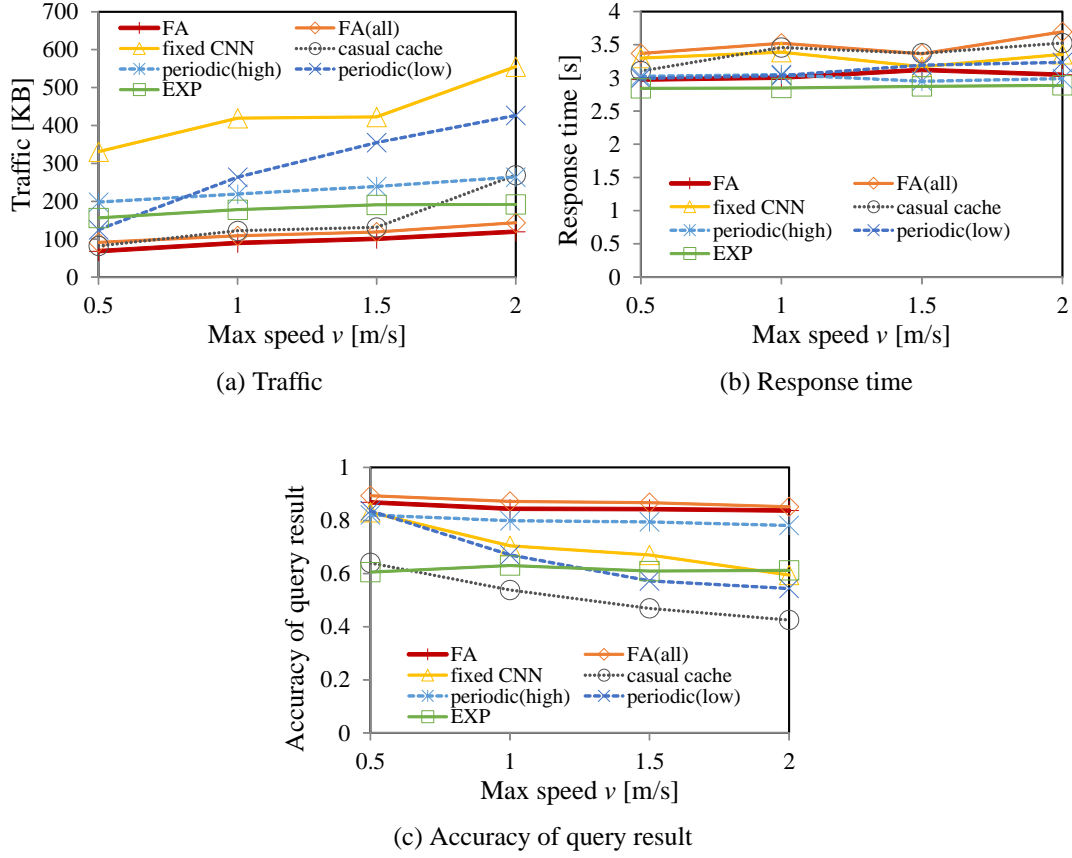 700
600
500
400
300
200
100
0
Traffic [KB]
FA
FA(all)
fixed CNN
casual cache
periodic(high)
periodic(low)
EXP
0.5
1
1.5
2
Max speed v [m/s]
(a) Traffic
4
3.5
3
2.5
2
1.5
1
0.5
0
Response time [s]
FA
FA(all)
fixed CNN
casual cache
periodic(high)
periodic(low)
EXP
0.5
1
1.5
2
Max speed v [m/s]
(b) Response time
1
0.8
0.6
0.4
0.2
0
Accuracy of query result
FA
FA(all)
fixed CNN
casual cache
periodic(high)
periodic(low)
EXP
0.5
1
1.5
2
Max speed v [m/s]
(c) Accuracy of query result